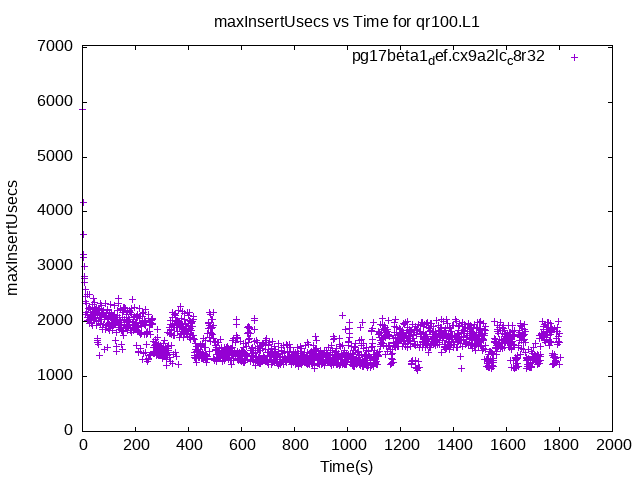 maxInsertUsecs vs Time for qr100.L1
pg17beta1_def.cx9a2lc_c8r32
7000
6000
5000
4000
3000
2000
1000
0
maxInsertUsecs
0 200 400 600 800 1000 1200 1400 1600 1800 2000
Time(s)